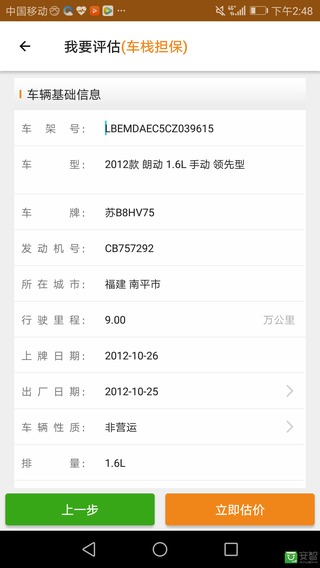 中国移动 4G 下午2:48
我要评估(车栈担保)
车辆基础信息
车架号： LBEMDAEC5CZ039615
车型： 2012款 朗动 1.6L 手动 领先型
车牌： 苏B8HV75
发动机号： CB757292
所在城市： 福建 南平市
行驶里程： 9.00 万公里
上牌日期： 2012-10-26
出厂日期： 2012-10-25
车辆性质： 非营运
排量： 1.6L
上一步 立即估价
安智